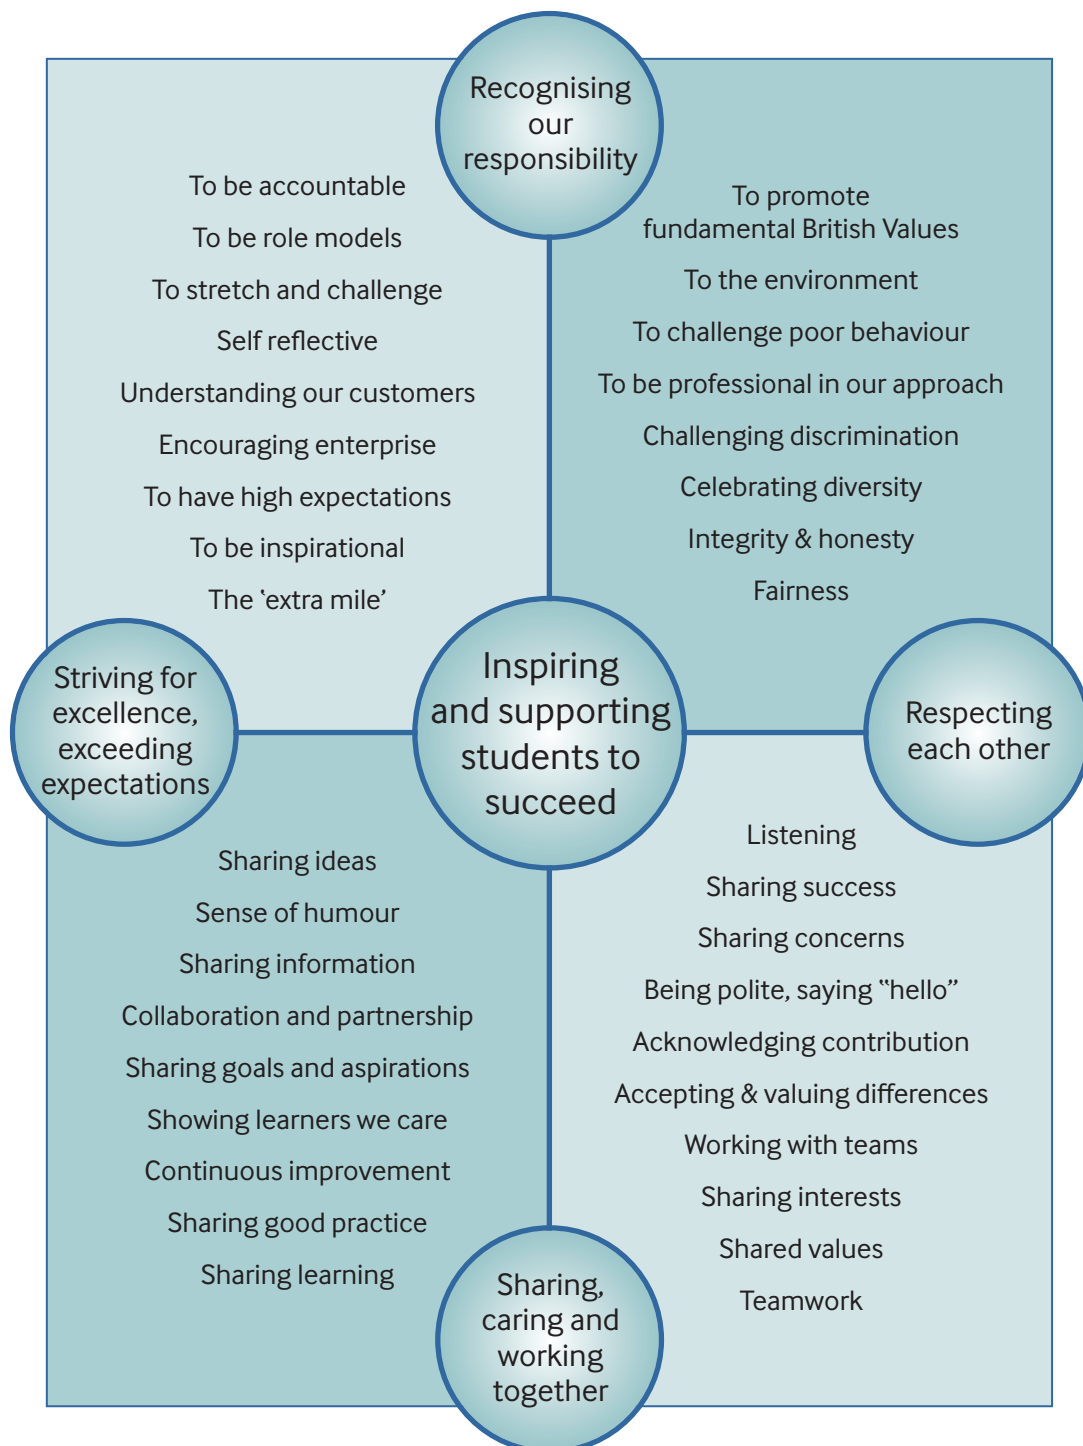 Recognising
our
responsibility
To be accountable
To be role models
To stretch and challenge
Self reflective
Understanding our customers
Encouraging enterprise
To have high expectations
To be inspirational
The ‘extra mile’
To promote
fundamental British Values
To the environment
To challenge poor behaviour
To be professional in our approach
Challenging discrimination
Celebrating diversity
Integrity & honesty
Fairness
Striving for
excellence,
exceeding
expectations
Inspiring
and supporting
students to
succeed
Respecting
each other
Sharing ideas
Sense of humour
Sharing information
Collaboration and partnership
Sharing goals and aspirations
Showing learners we care
Continuous improvement
Sharing good practice
Sharing learning
Listening
Sharing success
Sharing concerns
Being polite, saying “hello”
Acknowledging contribution
Accepting & valuing differences
Working with teams
Sharing interests
Shared values
Teamwork
Sharing,
caring and
working
together